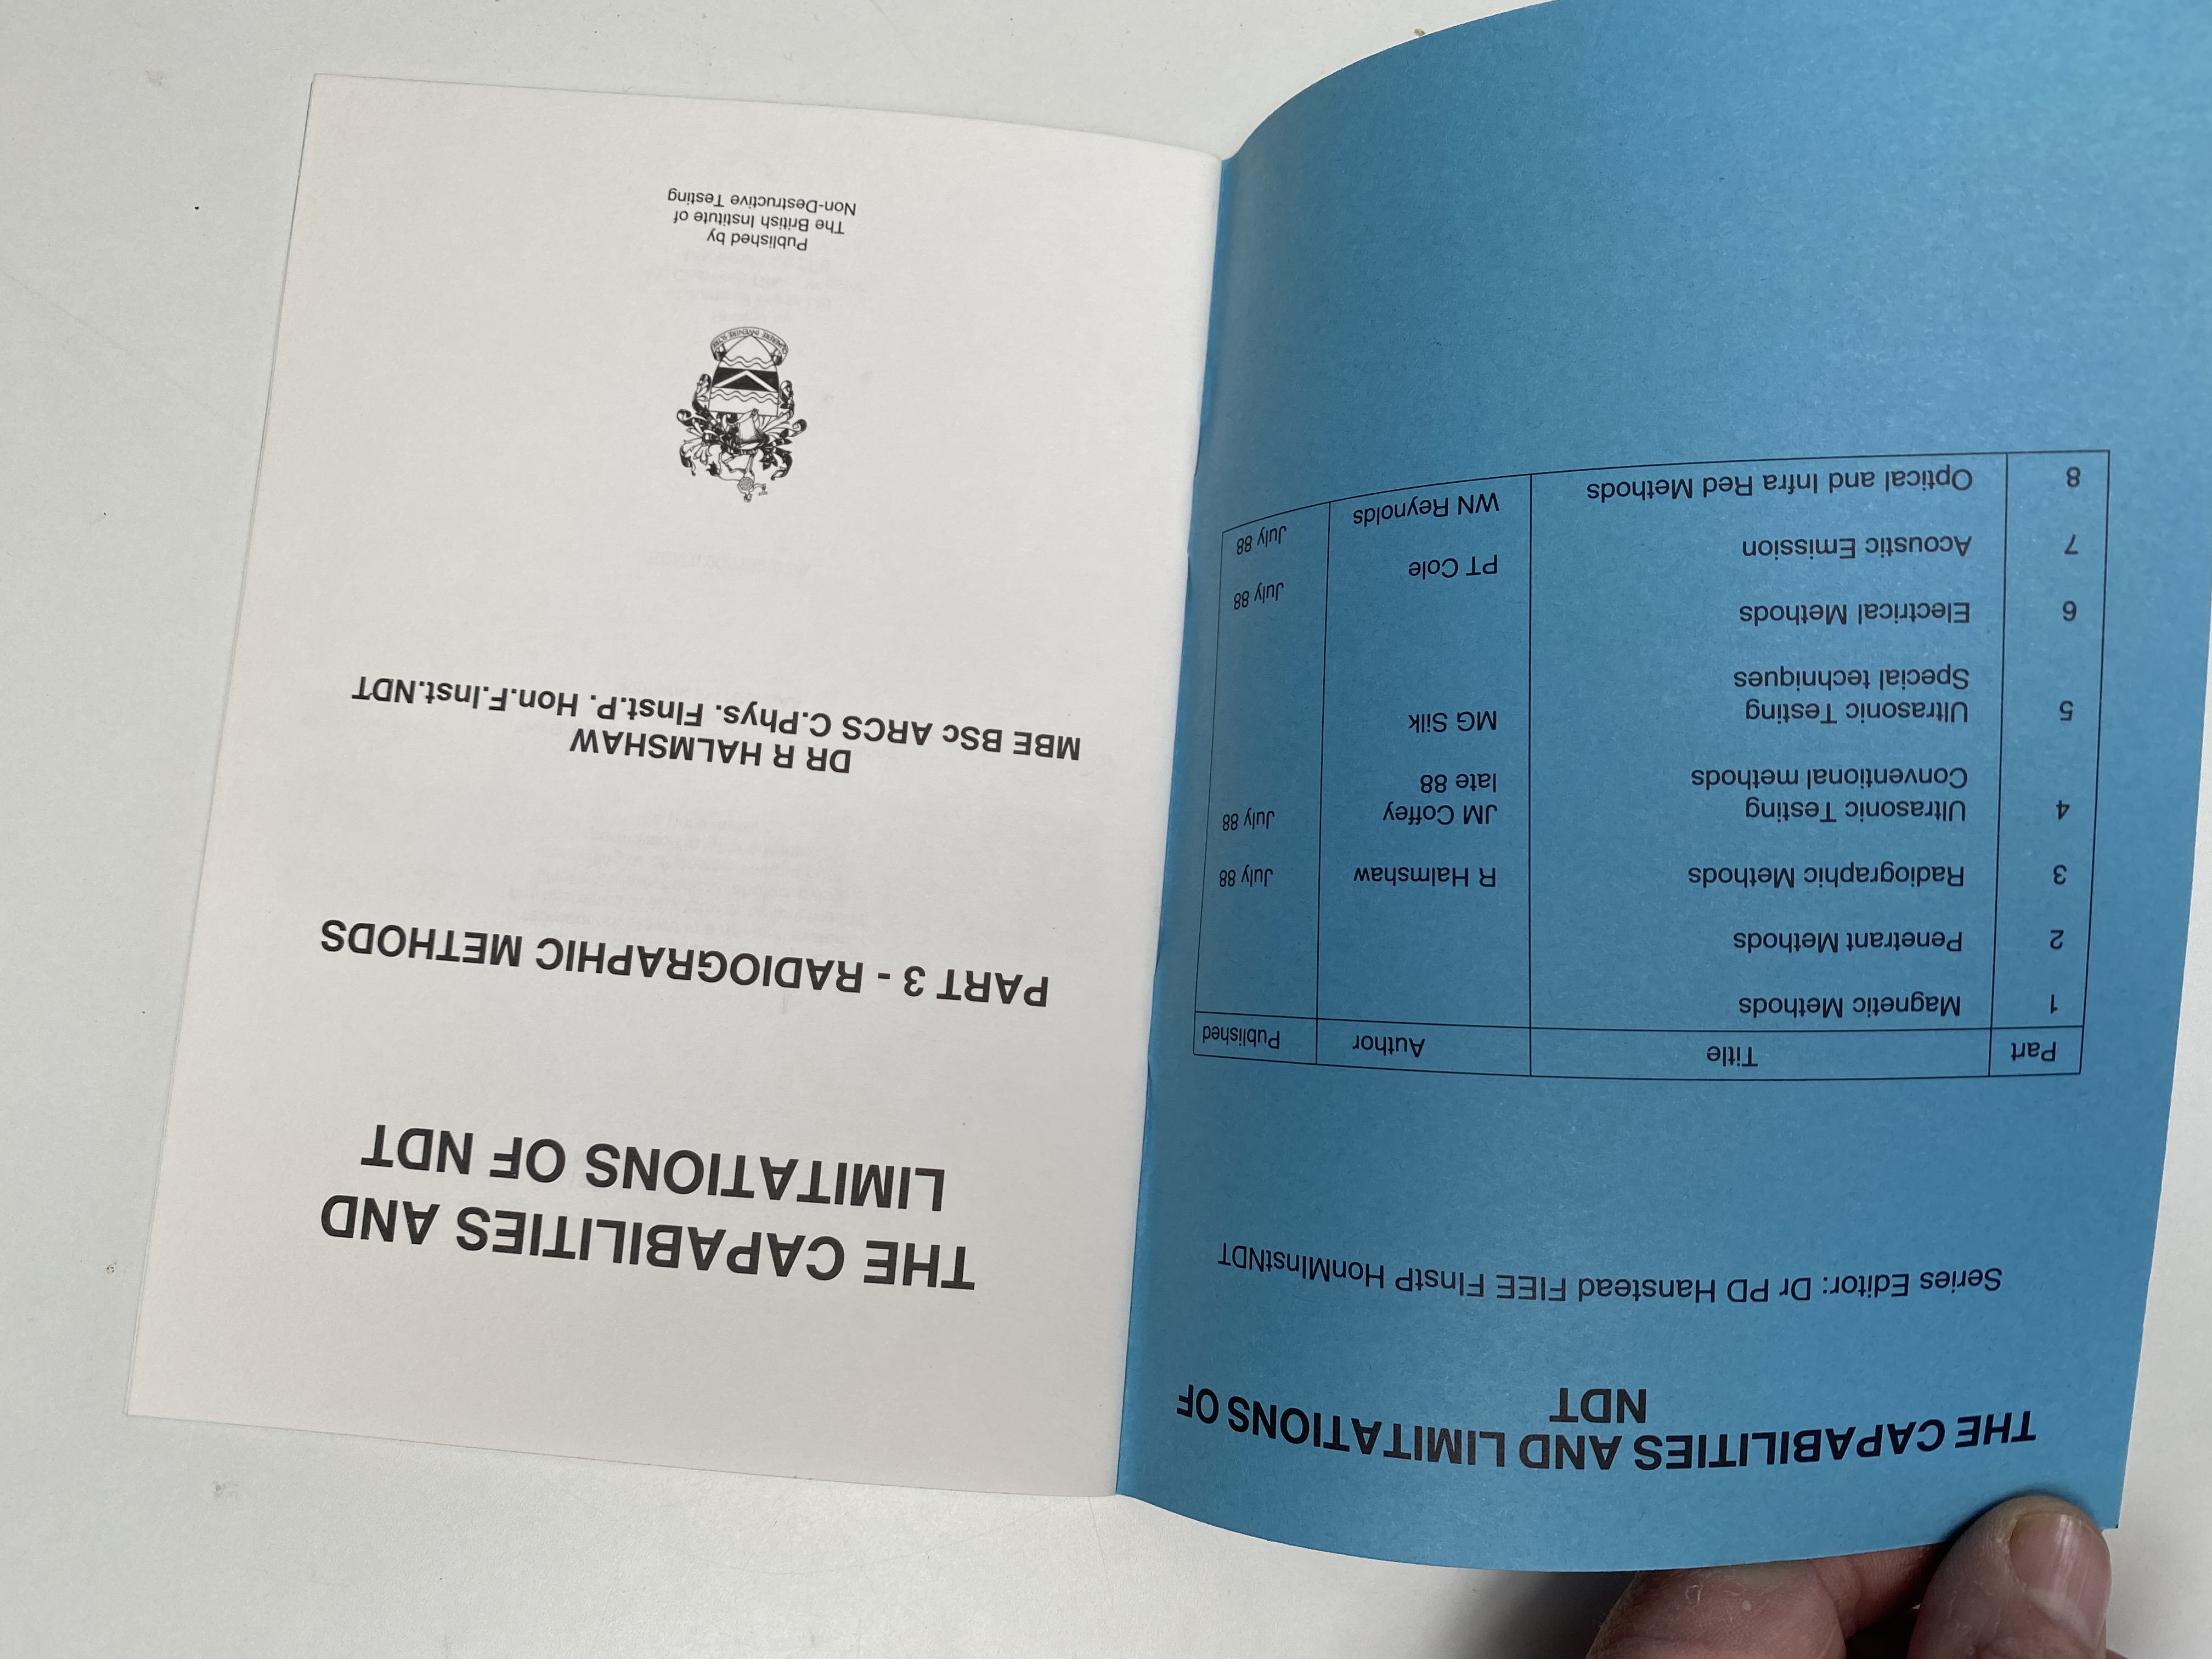 THE CAPABILITIES AND LIMITATIONS OF
NDT
Series Editor: Dr PD Hanstead FIEE FInstP HonMInstNDT
Part Title Author Published
1 Magnetic Methods
2 Penetrant Methods
3 Radiographic Methods R Halmshaw July 88
4 Ultrasonic Testing JM Coffey July 88
Conventional methods late 88
5 Ultrasonic Testing MG Silk
Special techniques
6 Electrical Methods
7 Acoustic Emission PT Cole July 88
8 Optical and Infra Red Methods WN Reynolds July 88
THE CAPABILITIES AND
LIMITATIONS OF NDT
PART 3 - RADIOGRAPHIC METHODS
DR R HALMSHAW
MBE BSc ARCS C.Phys. FInst.P. Hon.F.Inst.NDT
Published by
The British Institute of
Non-Destructive Testing